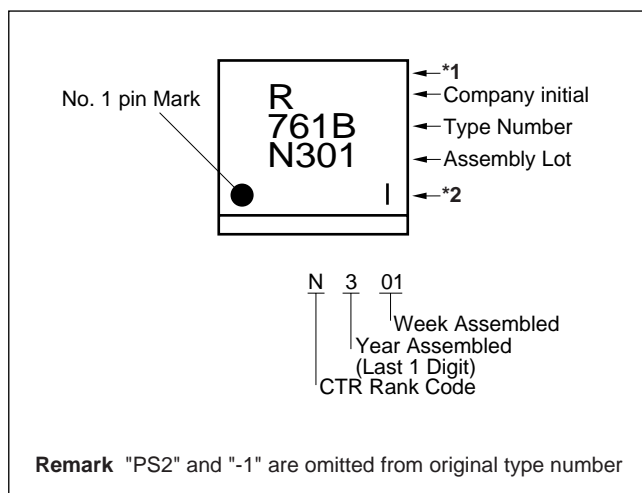 *1
No. 1 pin Mark
R
Company initial
761B
Type Number
N301
Assembly Lot
*2
N 3 01
Week Assembled
Year Assembled
(Last 1 Digit)
CTR Rank Code
Remark "PS2" and "-1" are omitted from original type number